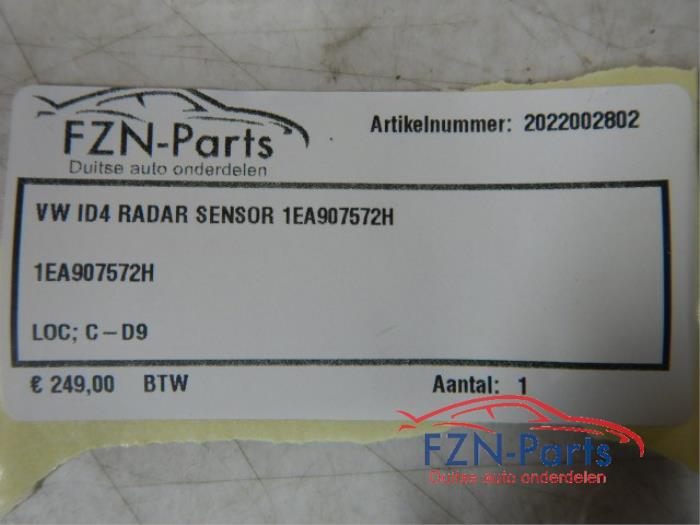 FZN-Parts
Duitse auto onderdelen
Artikelnummer: 2022002802
VW ID4 RADAR SENSOR 1EA907572H
1EA907572H
LOC; C - D9
€ 249,00 BTW
Aantal: 1
FZN-Parts
Duitse auto onderdelen